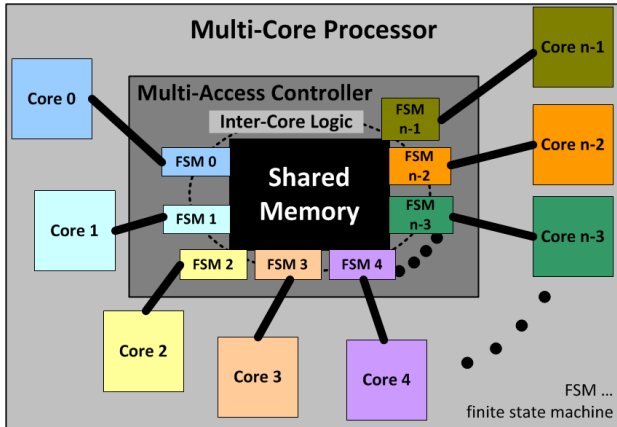 Multi-Core Processor
Core n-1
Core 0
Multi-Access Controller
Inter-Core Logic
FSM
n-1
Core n-2
FSM 0
FSM
n-2
Shared
Memory
Core 1
FSM 1
FSM
n-3
Core n-3
FSM 2
FSM 3
FSM 4
Core 2
Core 3
Core 4
FSM ...
finite state machine